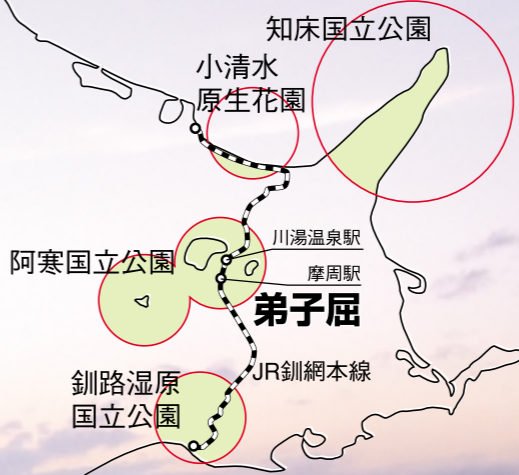 知床国立公園
小清水
原生花園
川湯温泉駅
阿寒国立公園
摩周駅
弟子屈
JR釧網本線
釧路湿原
国立公園